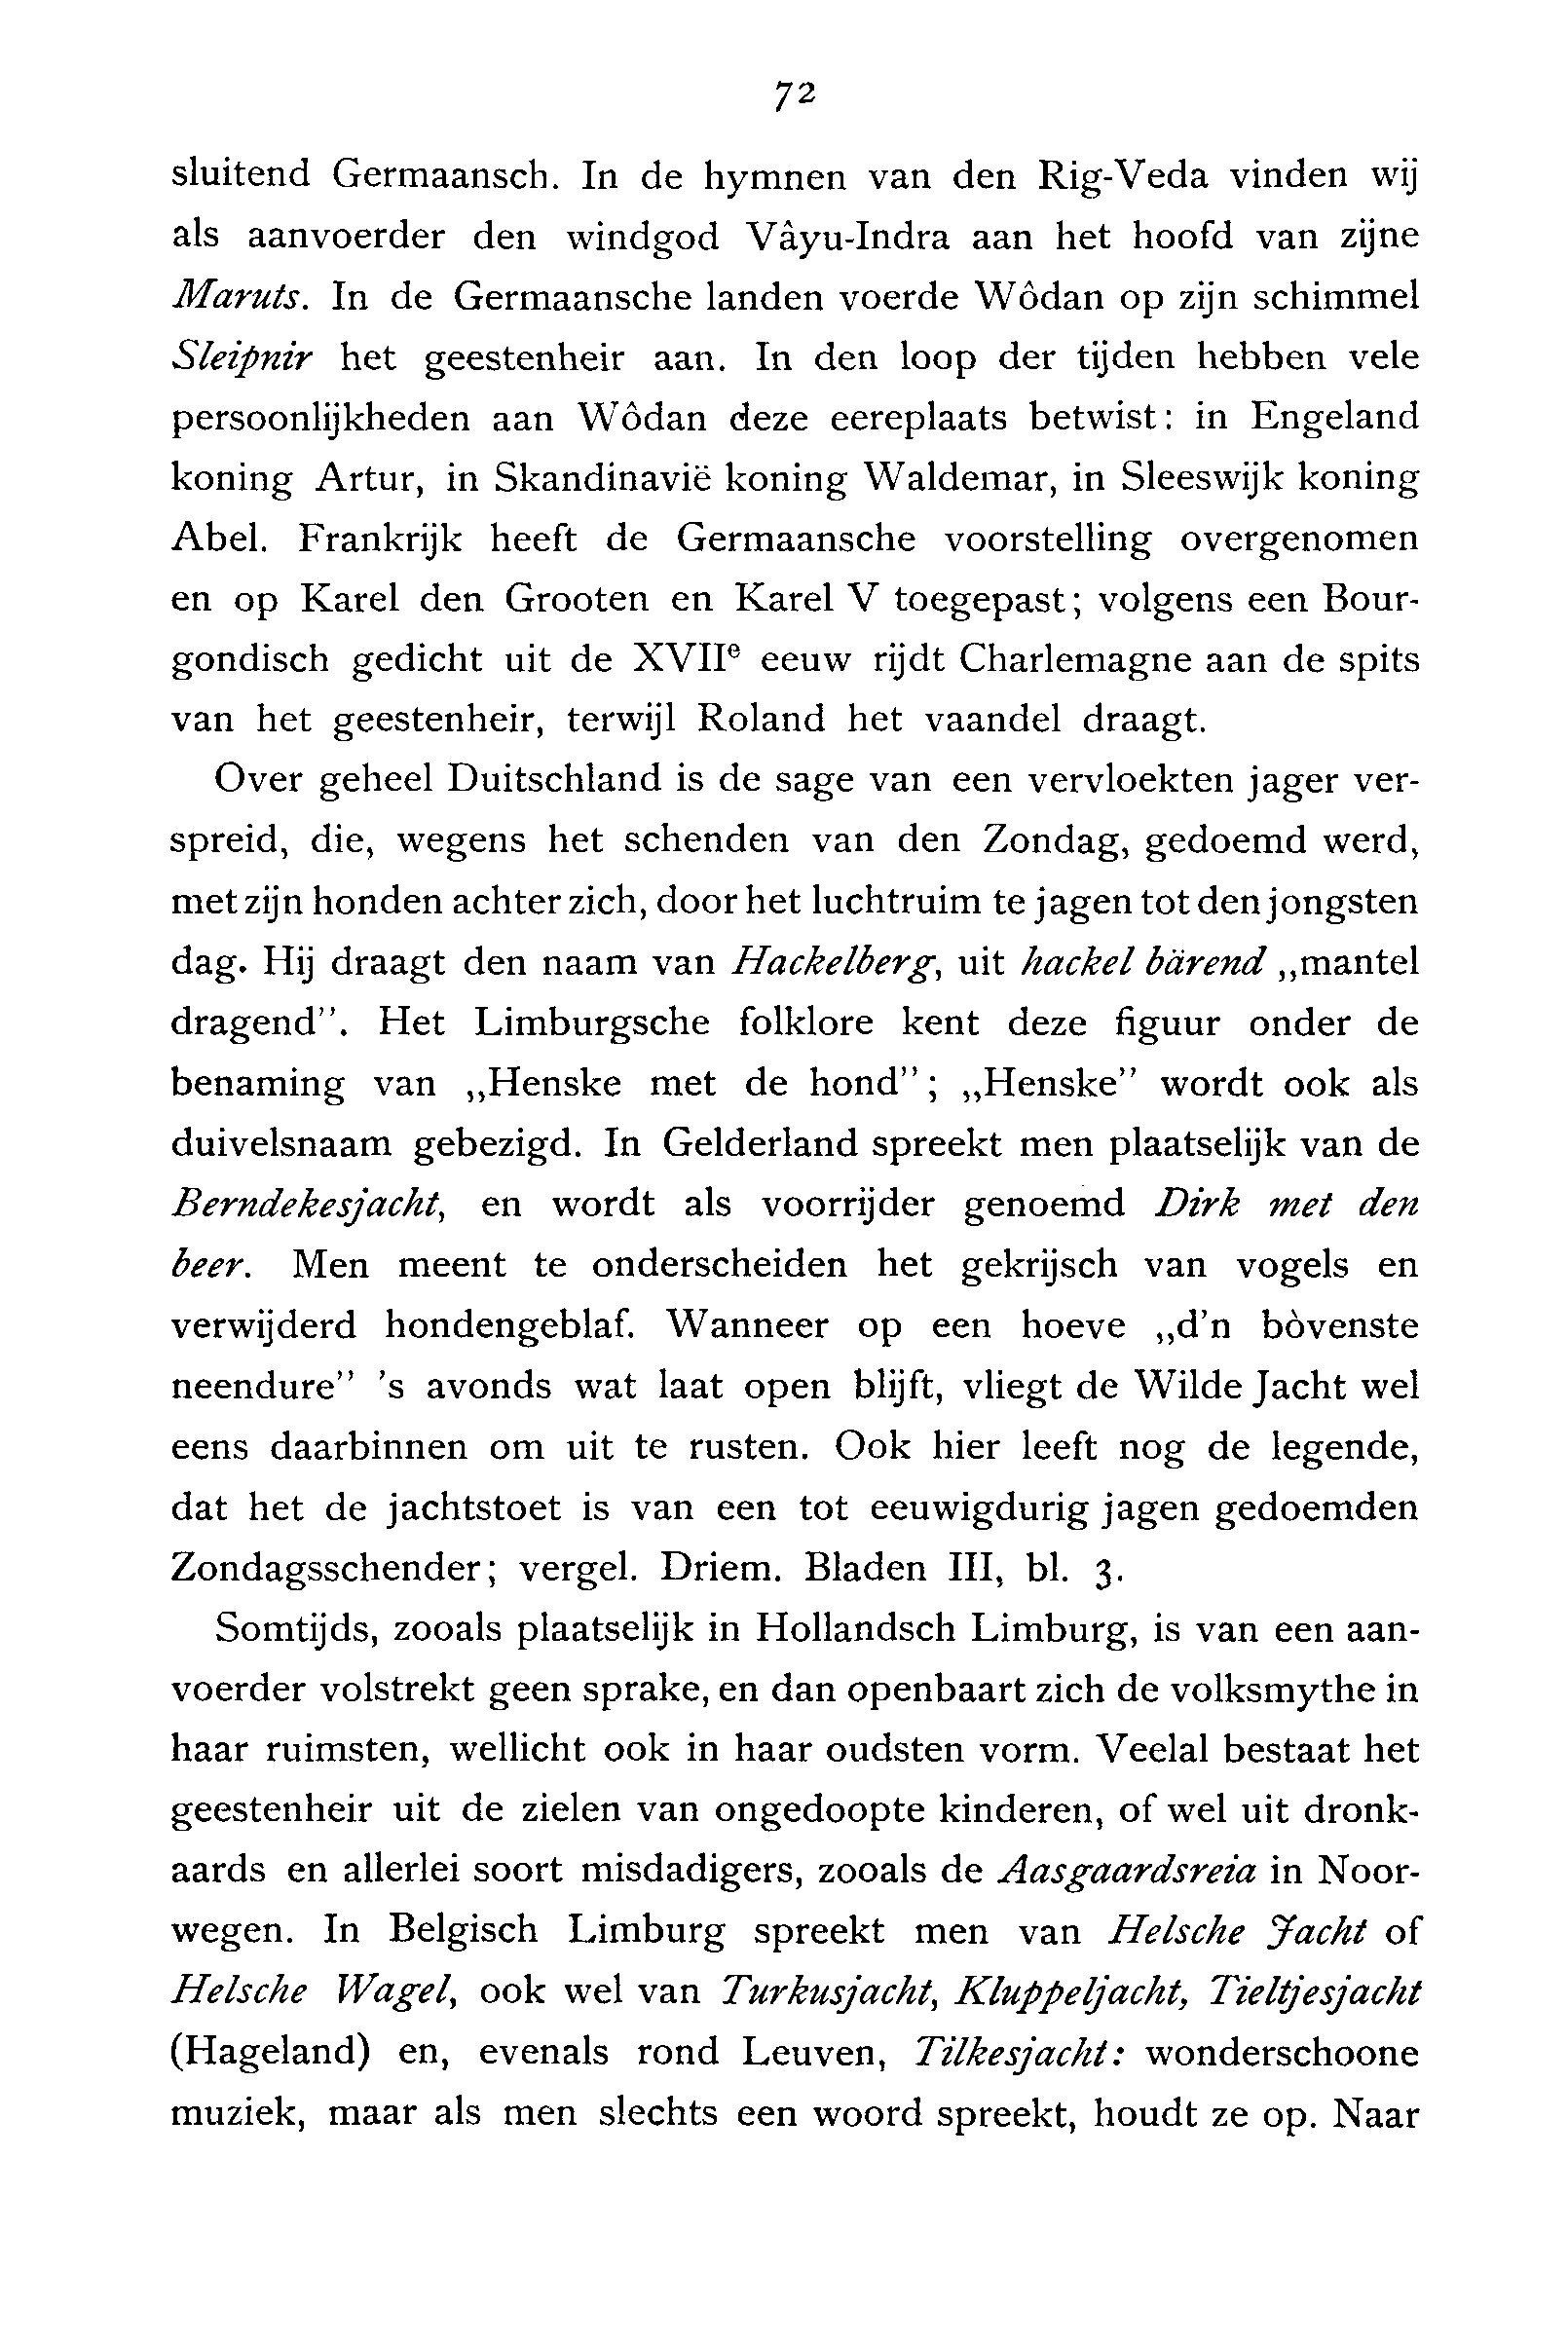 72
sluitend Germaansch. In de hymnen van den Rig-Veda vinden wij
als aanvoerder den windgod Vâyu-Indra aan het hoofd van zijne
Maruts. In de Germaansche landen voerde Wôdan op zijn schimmel
Sleipnir het geestenheir aan. In den loop der tijden hebben vele
persoonlijkheden aan Wôdan deze eereplaats betwist: in Engeland
koning Artur, in Skandinavië koning Waldemar, in Sleeswijk koning
Abel. Frankrijk heeft de Germaansche voorstelling overgenomen
en op Karel den Grooten en Karel V toegepast; volgens een Bour-
gondisch gedicht uit de XVIIe eeuw rijdt Charlemagne aan de spits
van het geestenheir, terwijl Roland het vaandel draagt.
Over geheel Duitschland is de sage van een vervloekten jager ver-
spreid, die, wegens het schenden van den Zondag, gedoemd werd,
met zijn honden achter zich, door het luchtruim te jagen tot den jongsten
dag. Hij draagt den naam van Hackelberg, uit hackel bärend „mantel
dragend”. Het Limburgsche folklore kent deze figuur onder de
benaming van „Henske met de hond”; „Henske” wordt ook als
duivelsnaam gebezigd. In Gelderland spreekt men plaatselijk van de
Berndekesjacht, en wordt als voorrijder genoemd Dirk met den
beer. Men meent te onderscheiden het gekrijsch van vogels en
verwijderd hondengeblaf. Wanneer op een hoeve „d’n bòvenste
neendure” ’s avonds wat laat open blijft, vliegt de Wilde Jacht wel
eens daarbinnen om uit te rusten. Ook hier leeft nog de legende,
dat het de jachtstoet is van een tot eeuwigdurig jagen gedoemden
Zondagsschender; vergel. Driem. Bladen III, bl. 3.
Somtijds, zooals plaatselijk in Hollandsch Limburg, is van een aan-
voerder volstrekt geen sprake, en dan openbaart zich de volksmythe in
haar ruimsten, wellicht ook in haar oudsten vorm. Veelal bestaat het
geestenheir uit de zielen van ongedoopte kinderen, of wel uit dronk-
aards en allerlei soort misdadigers, zooals de Aasgaardsreia in Noor-
wegen. In Belgisch Limburg spreekt men van Helsche Jacht of
Helsche Wagel, ook wel van Turkusjacht, Kluppeljacht, Tieltjesjacht
(Hageland) en, evenals rond Leuven, Tilkesjacht: wonderschoone
muziek, maar als men slechts een woord spreekt, houdt ze op. Naar